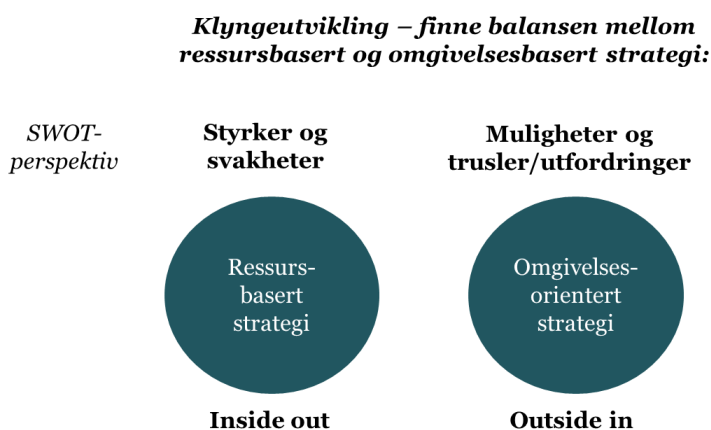 Klyngeutvikling – finne balansen mellom
ressursbasert og omgivelsesbasert strategi:
SWOT-
perspektiv
Styrker og
svakheter
Muligheter og
trusler/utfordringer
Ressurs-
basert
strategi
Omgivelses-
orientert
strategi
Inside out
Outside in